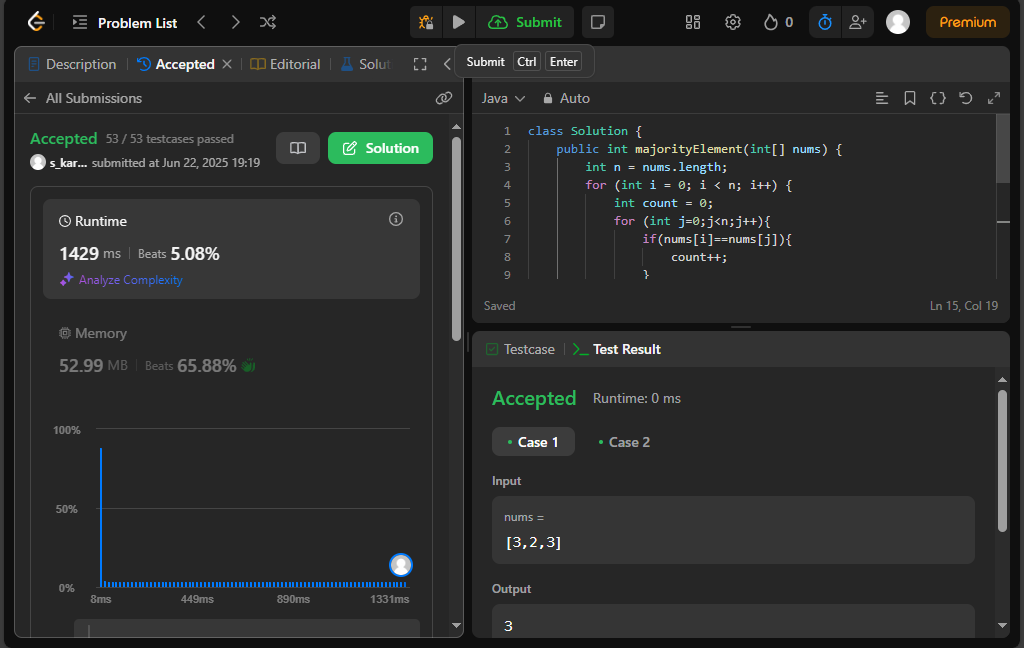 Problem List
Submit
0
Premium
Description
Accepted
Editorial
Solut
Submit Ctrl Enter
All Submissions
Accepted 53 / 53 testcases passed
s_kar... submitted at Jun 22, 2025 19:19
Solution
Runtime
1429 ms Beats 5.08%
Analyze Complexity
Memory
52.99 MB Beats 65.88%
100%
50%
0%
8ms 449ms 890ms 1331ms
Java Auto
1 class Solution {
2 public int majorityElement(int[] nums) {
3 int n = nums.length;
4 for (int i = 0; i < n; i++) {
5 int count = 0;
6 for (int j=0;j<n;j++){
7 if(nums[i]==nums[j]){
8 count++;
9 }
Saved Ln 15, Col 19
Testcase Test Result
Accepted Runtime: 0 ms
Case 1 Case 2
Input
nums =
[3,2,3]
Output
3